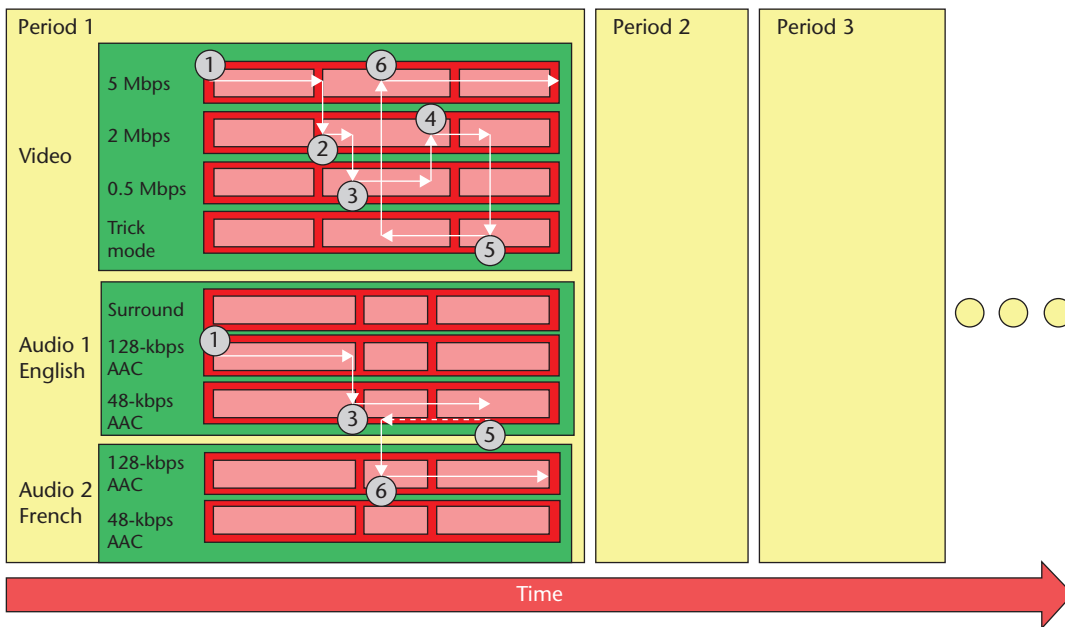 Period 1
Period 2
Period 3
Video
5 Mbps
1
6
2 Mbps
2
4
0.5 Mbps
3
Trick
mode
5
Audio 1
English
Surround
1
128-kbps
AAC
48-kbps
AAC
3
5
Audio 2
French
128-kbps
AAC
6
48-kbps
AAC
Time